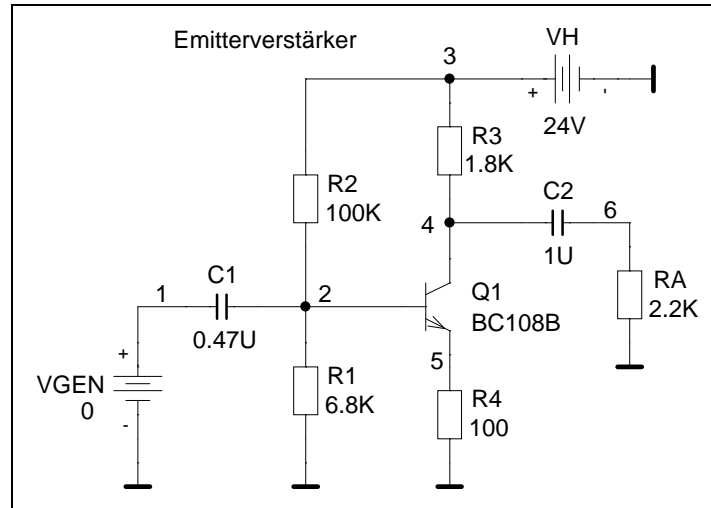 Emitterverstärker
3
VH
+
-
24V
R3
1.8K
R2
100K
C2
4
6
1U
C1
1
2
0.47U
Q1
BC108B
RA
2.2K
+
VGEN
0
-
R1
6.8K
5
R4
100